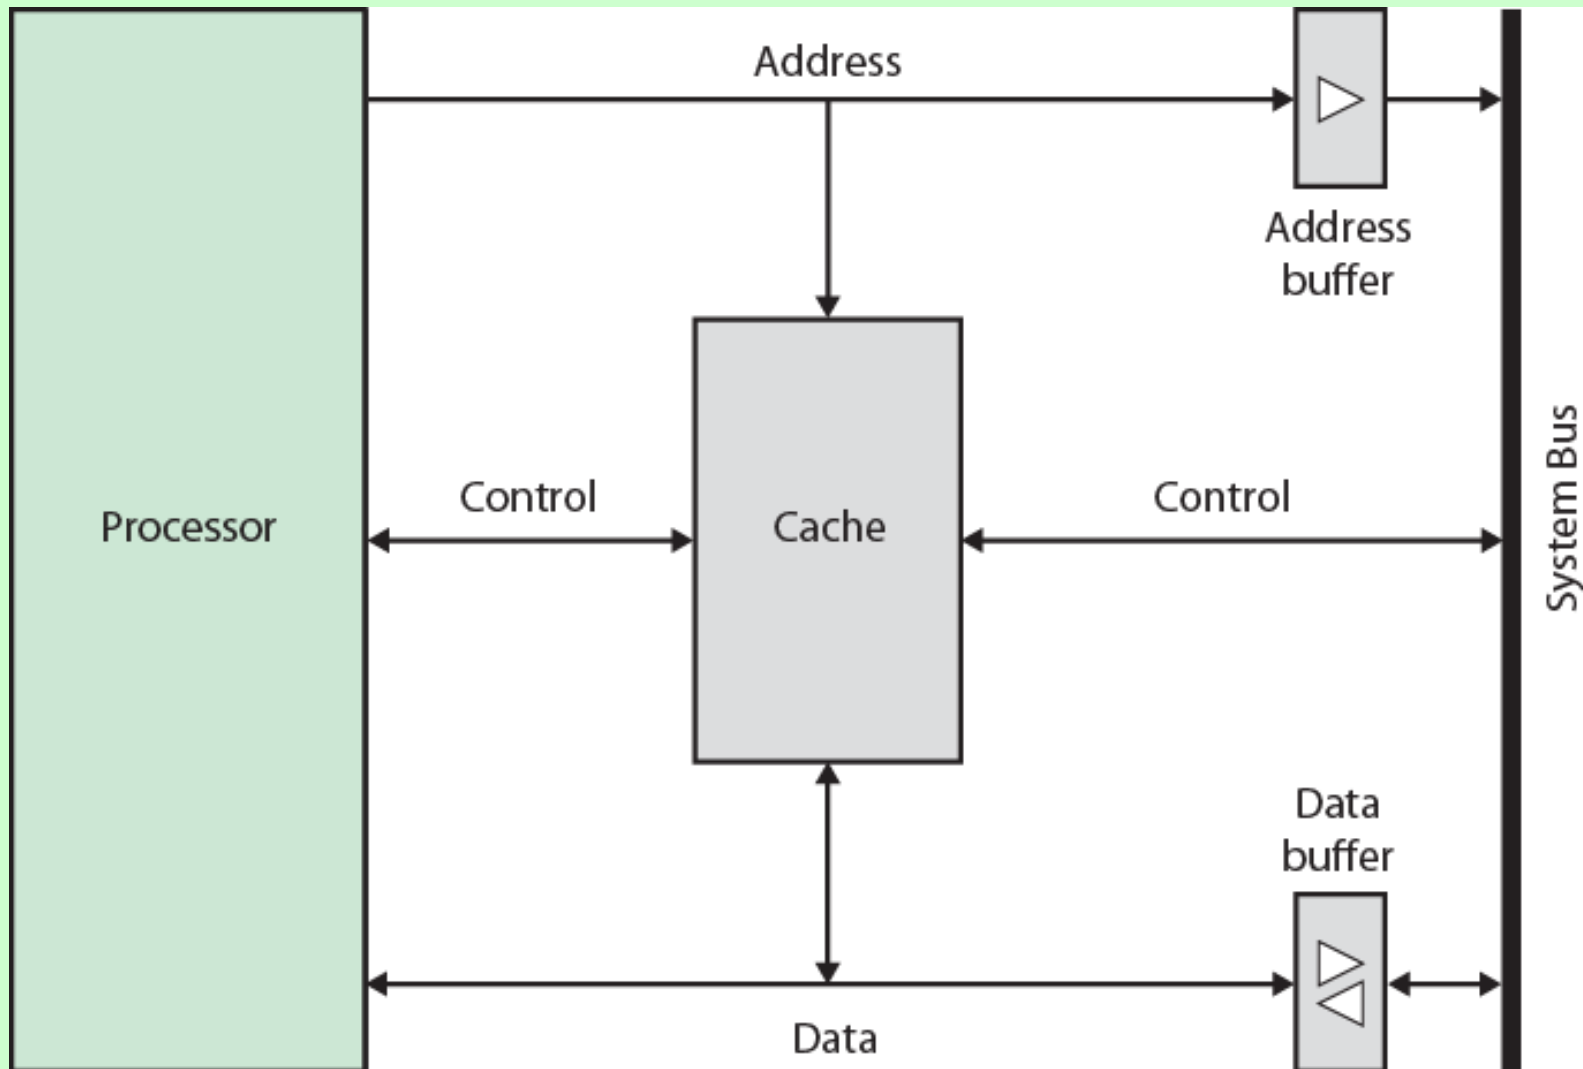 Address
Address
buffer
Control
Control
Processor
Cache
System Bus
Data
buffer
Data